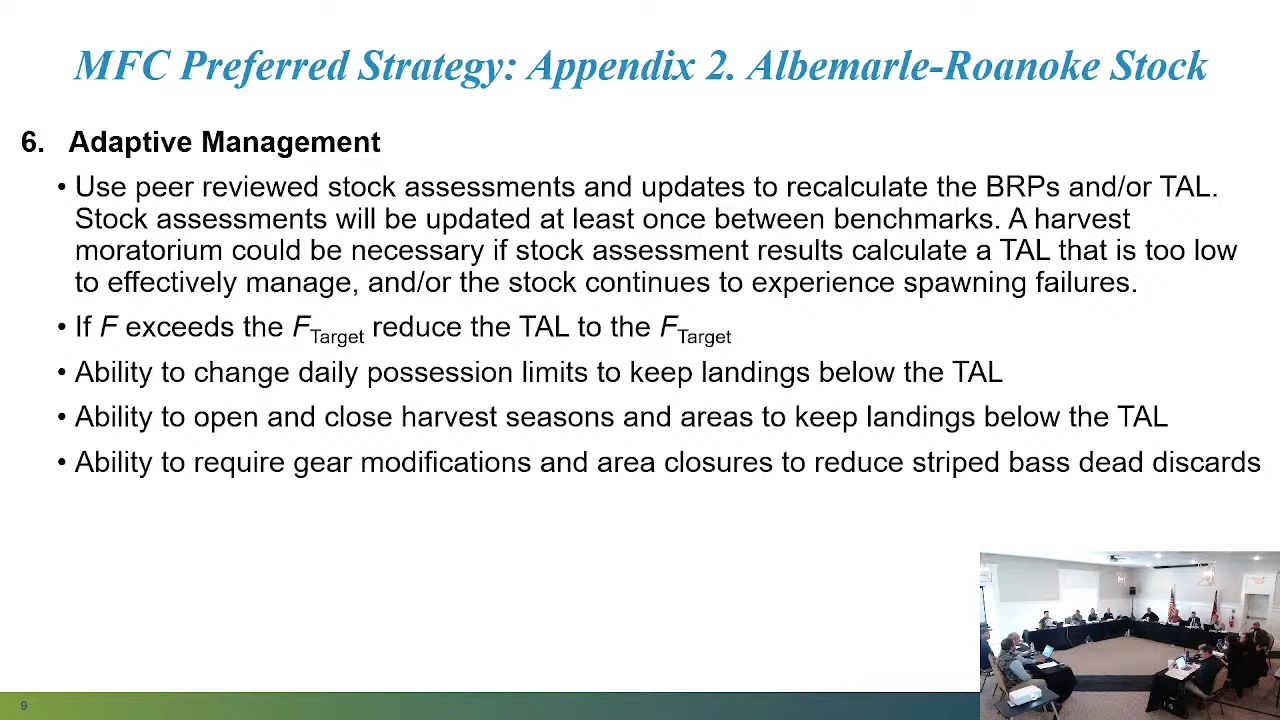 MFC Preferred Strategy: Appendix 2. Albemarle-Roanoke Stock
6. Adaptive Management
• Use peer reviewed stock assessments and updates to recalculate the BRPs and/or TAL.
Stock assessments will be updated at least once between benchmarks. A harvest
moratorium could be necessary if stock assessment results calculate a TAL that is too low
to effectively manage, and/or the stock continues to experience spawning failures.
• If F exceeds the FTarget reduce the TAL to the FTarget
• Ability to change daily possession limits to keep landings below the TAL
• Ability to open and close harvest seasons and areas to keep landings below the TAL
• Ability to require gear modifications and area closures to reduce striped bass dead discards
9